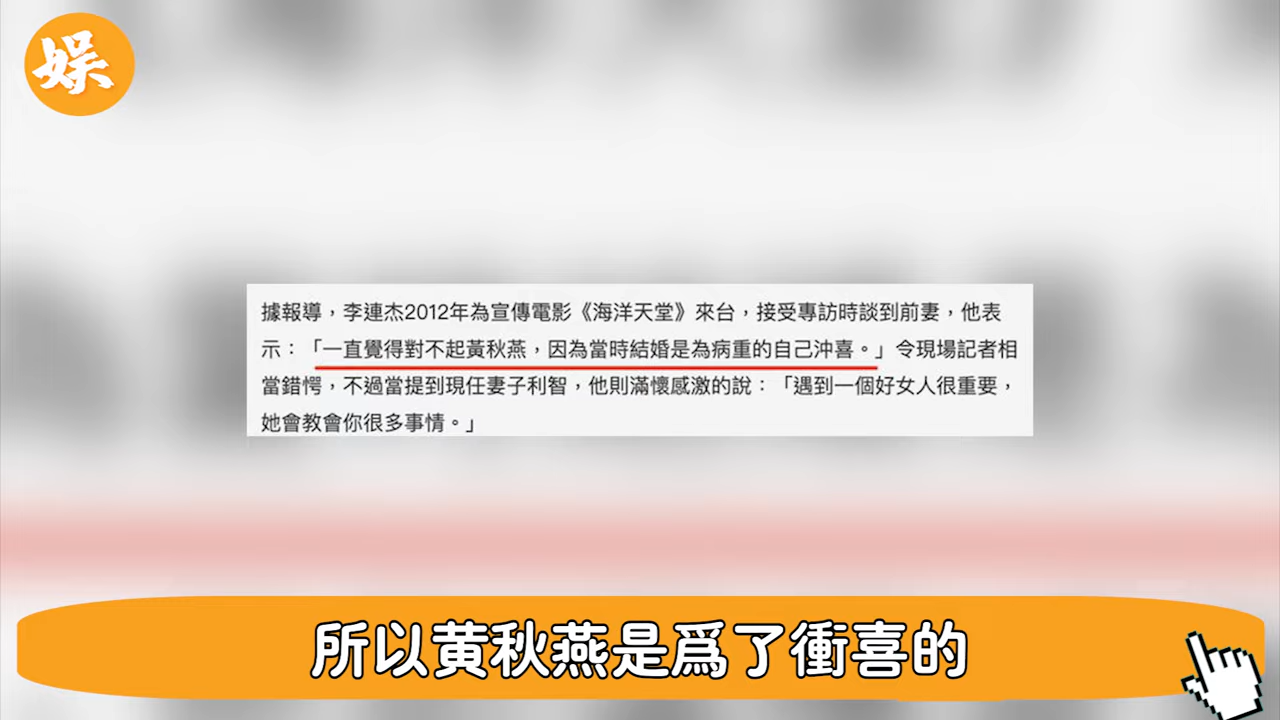 娱
據報導，李連杰2012年為宣傳電影《海洋天堂》來台，接受專訪時談到前妻，他表
示：「一直覺得對不起黃秋燕，因為當時結婚是為病重的自己沖喜。」令現場記者相
當錯愕，不過當提到現任妻子利智，他則滿懷感激的說：「遇到一個好女人很重要，
她會教會你很多事情。」
所以黄秋燕是爲了衝喜的